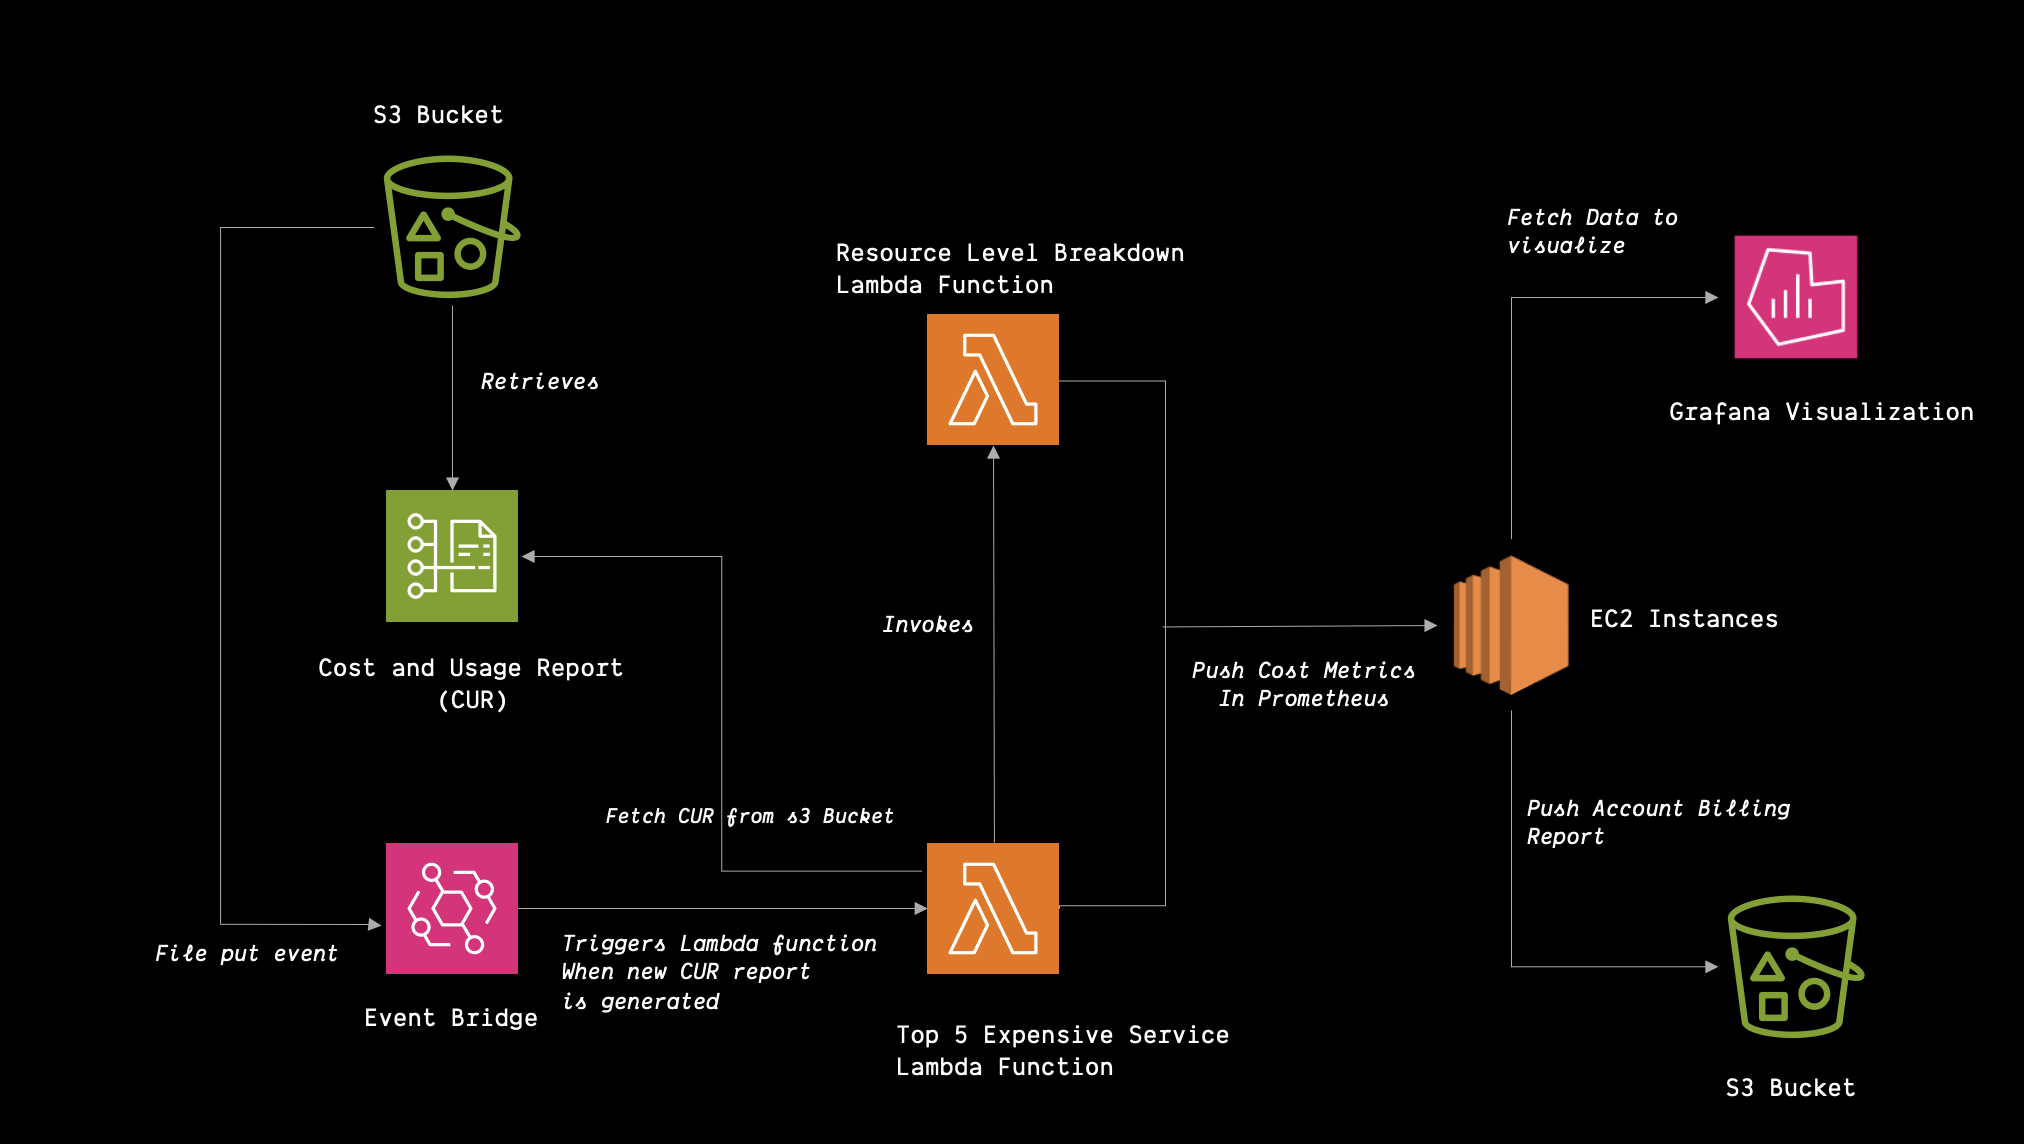 S3 Bucket
Retrieves
Cost and Usage Report
(CUR)
File put event
Event Bridge
Fetch CUR from s3 Bucket
Triggers Lambda function
When new CUR report
is generated
Resource Level Breakdown
Lambda Function
Invokes
Top 5 Expensive Service
Lambda Function
Push Cost Metrics
In Prometheus
EC2 Instances
Fetch Data to
visualize
Grafana Visualization
Push Account Billing
Report
S3 Bucket